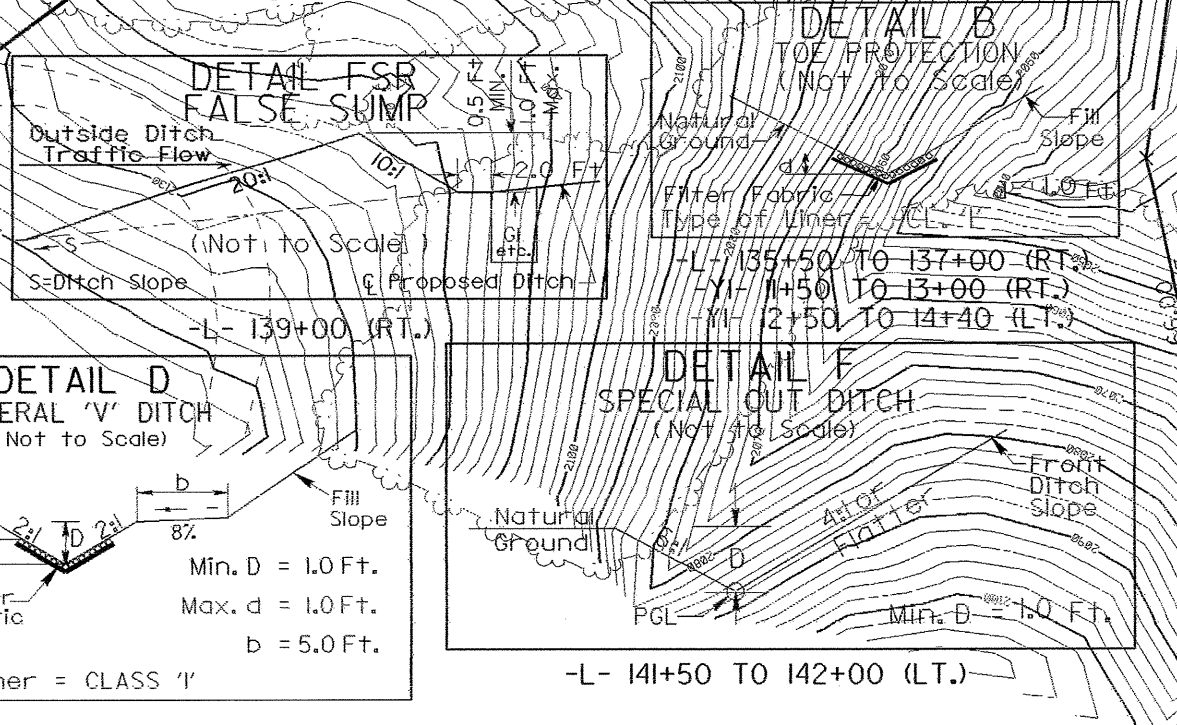 DETAIL FSR
FALSE SUMP
0.5 Ft
MIN.
1.0 Ft
Max.
Outside Ditch
Traffic Flow
20:1
10:1
2.0 Ft
S
(Not to Scale)
GI
etc.
S=Ditch Slope
℄ Proposed Ditch
-L- 139+00 (RT.)
DETAIL B
TOE PROTECTION
(Not to Scale)
Natural
Ground
Fill
Slope
d
Filter Fabric
1.0 Ft.
Type of Liner =
-L- 135+50 TO 137+00 (RT.)
-Y1- 11+50 TO 13+00 (RT.)
-Y1- 12+50 TO 14+40 (LT.)
DETAIL D
ERAL 'V' DITCH
Not to Scale)
b
Fill
Slope
2:1
D
2:1
8%
Min. D = 1.0 Ft.
Max. d = 1.0 Ft.
b = 5.0 Ft.
ner = CLASS 'I'
DETAIL F
SPECIAL OUT DITCH
(Not to Scale)
Natural
Ground
D
4:1 or
Flatter
Front
Ditch
Slope
PGL
Min. D = 1.0 Ft.
-L- 141+50 TO 142+00 (LT.)
2100
2060
2100
2070
2080
2090